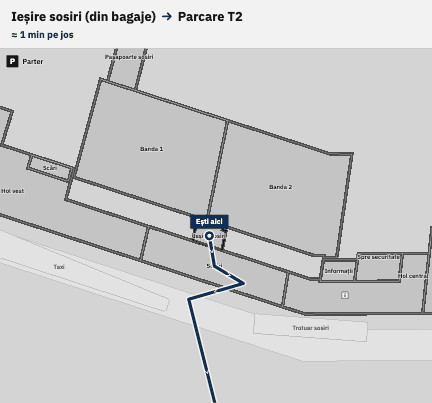 Ieșire sosiri (din bagaje) → Parcare T2
≈ 1 min pe jos
P Parter
Pașapoarte sosiri
Banda 1
Scări
Banda 2
Hol vest
Ești aici
Spre securitate
Informații
Hol central
Taxi
Trotuar sosiri